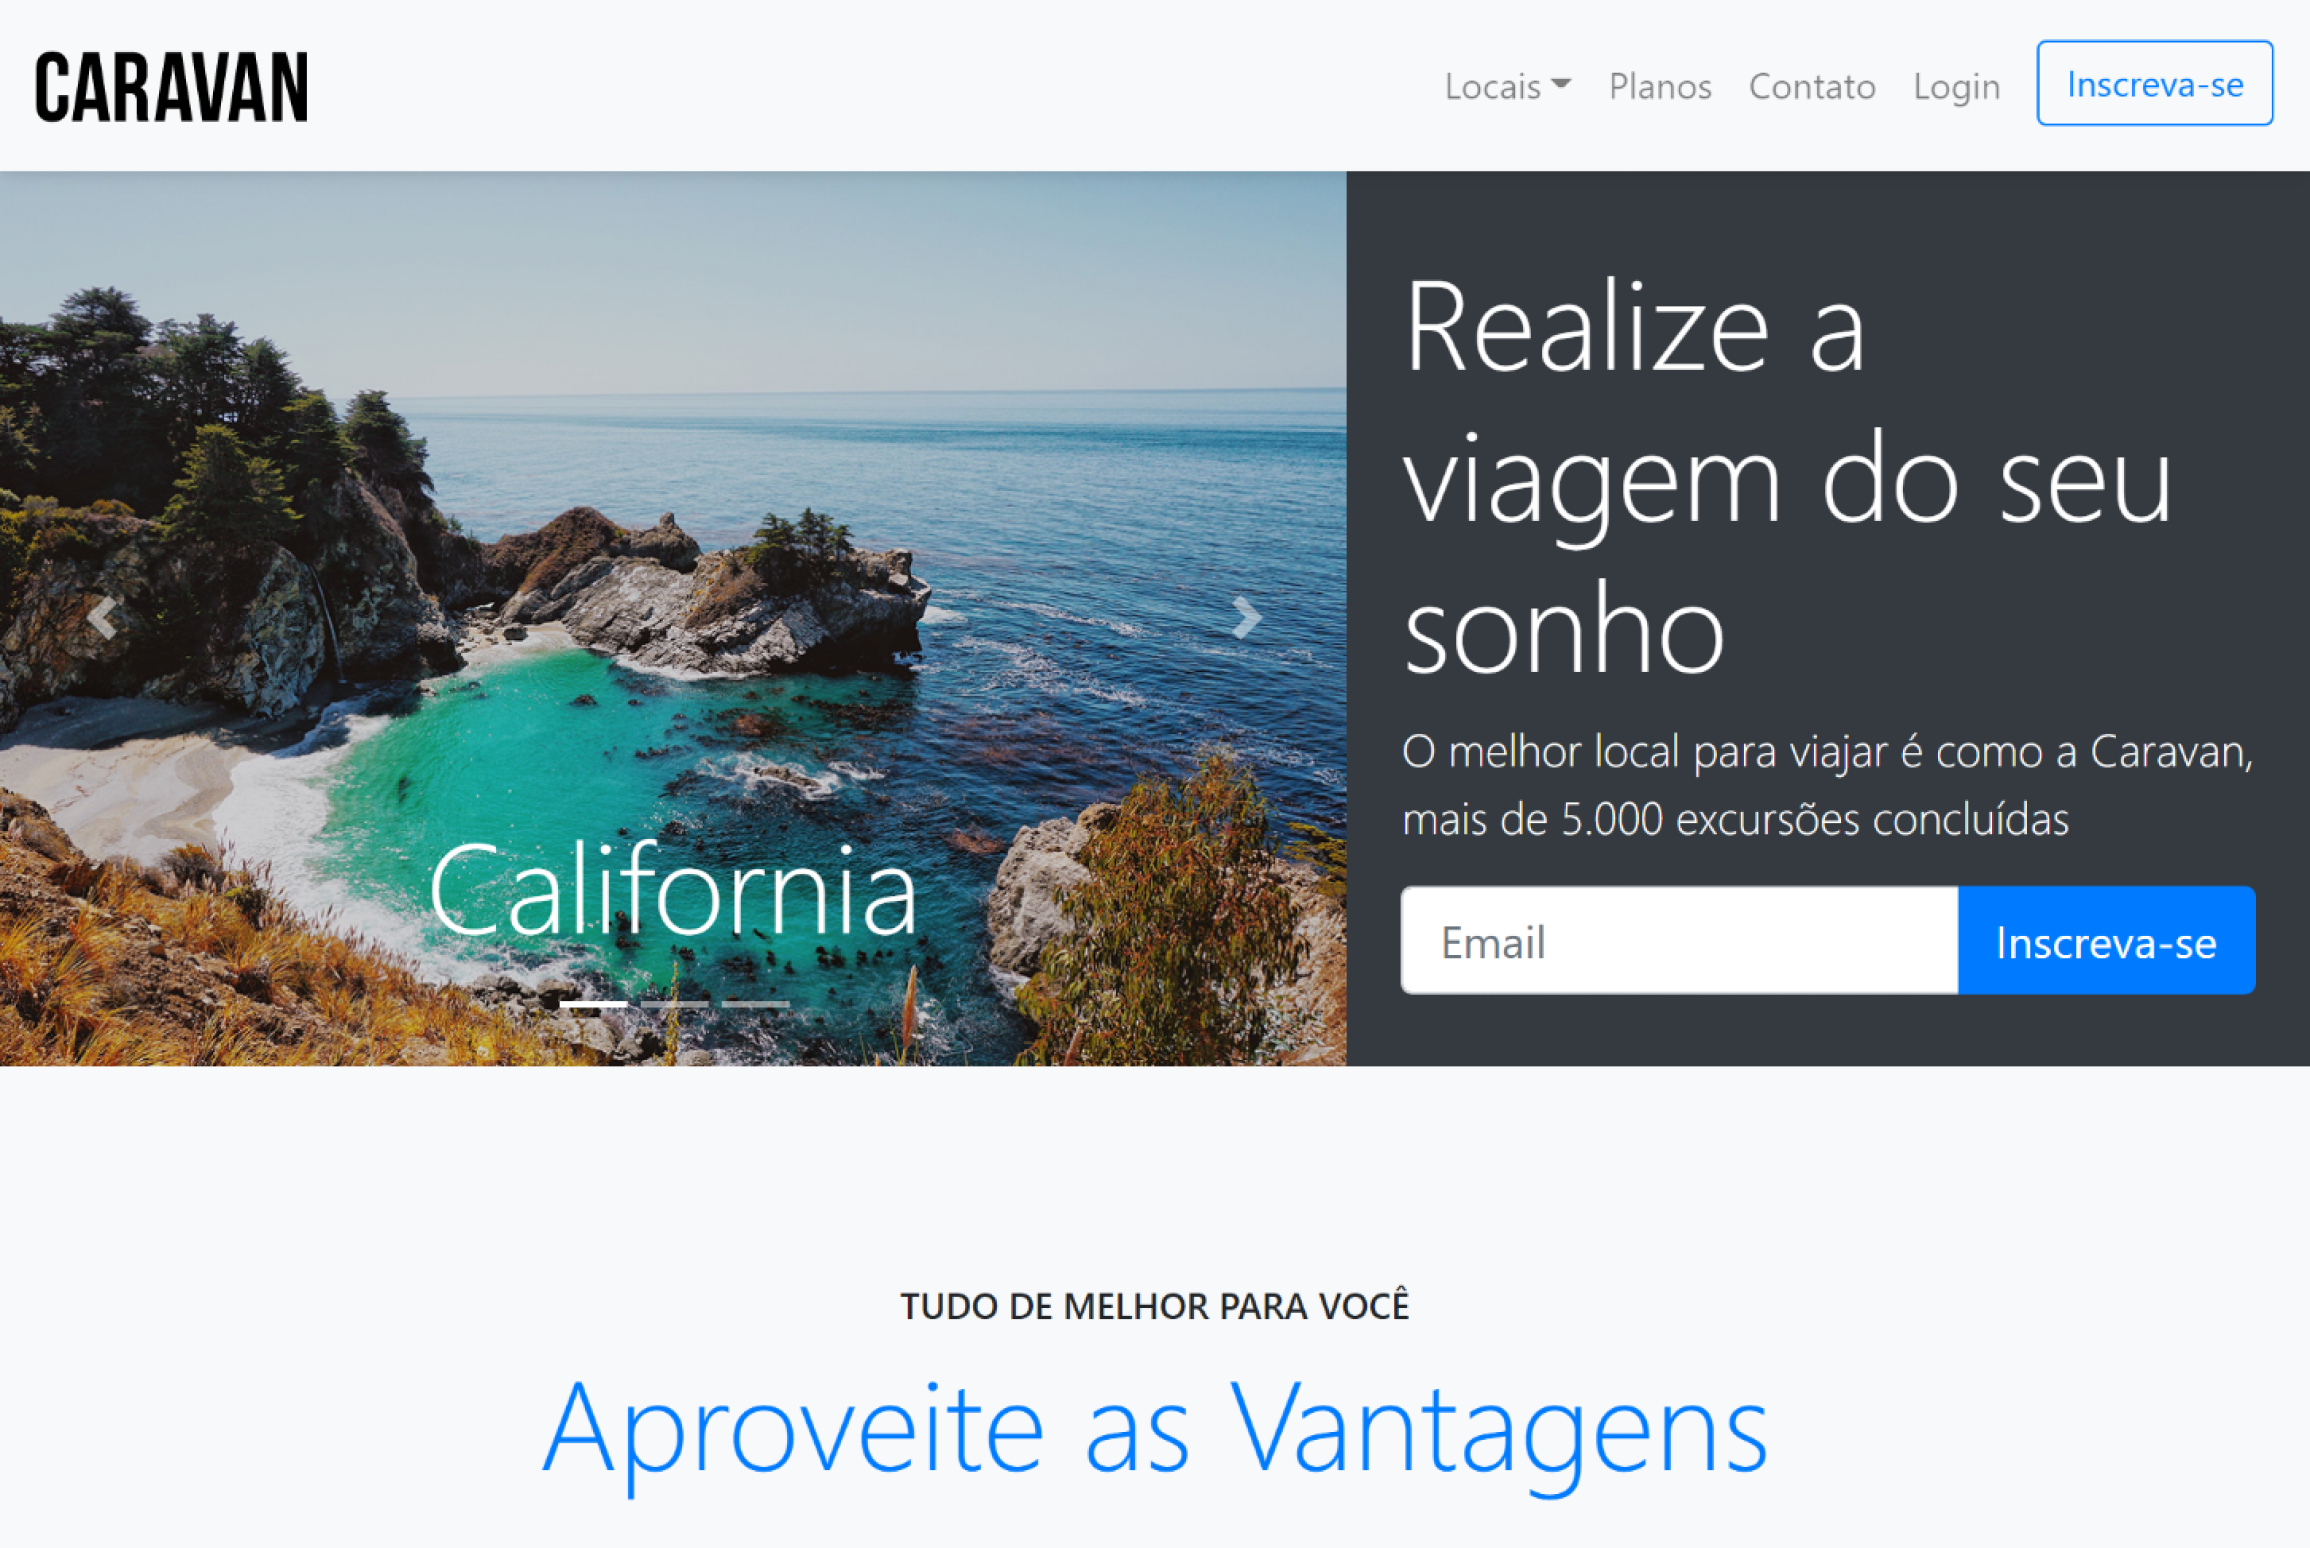 CARAVAN
Locais Planos Contato Login Inscreva-se
California
Realize a
viagem do seu
sonho
O melhor local para viajar é como a Caravan,
mais de 5.000 excursões concluídas
Email Inscreva-se
TUDO DE MELHOR PARA VOCÊ
Aproveite as Vantagens